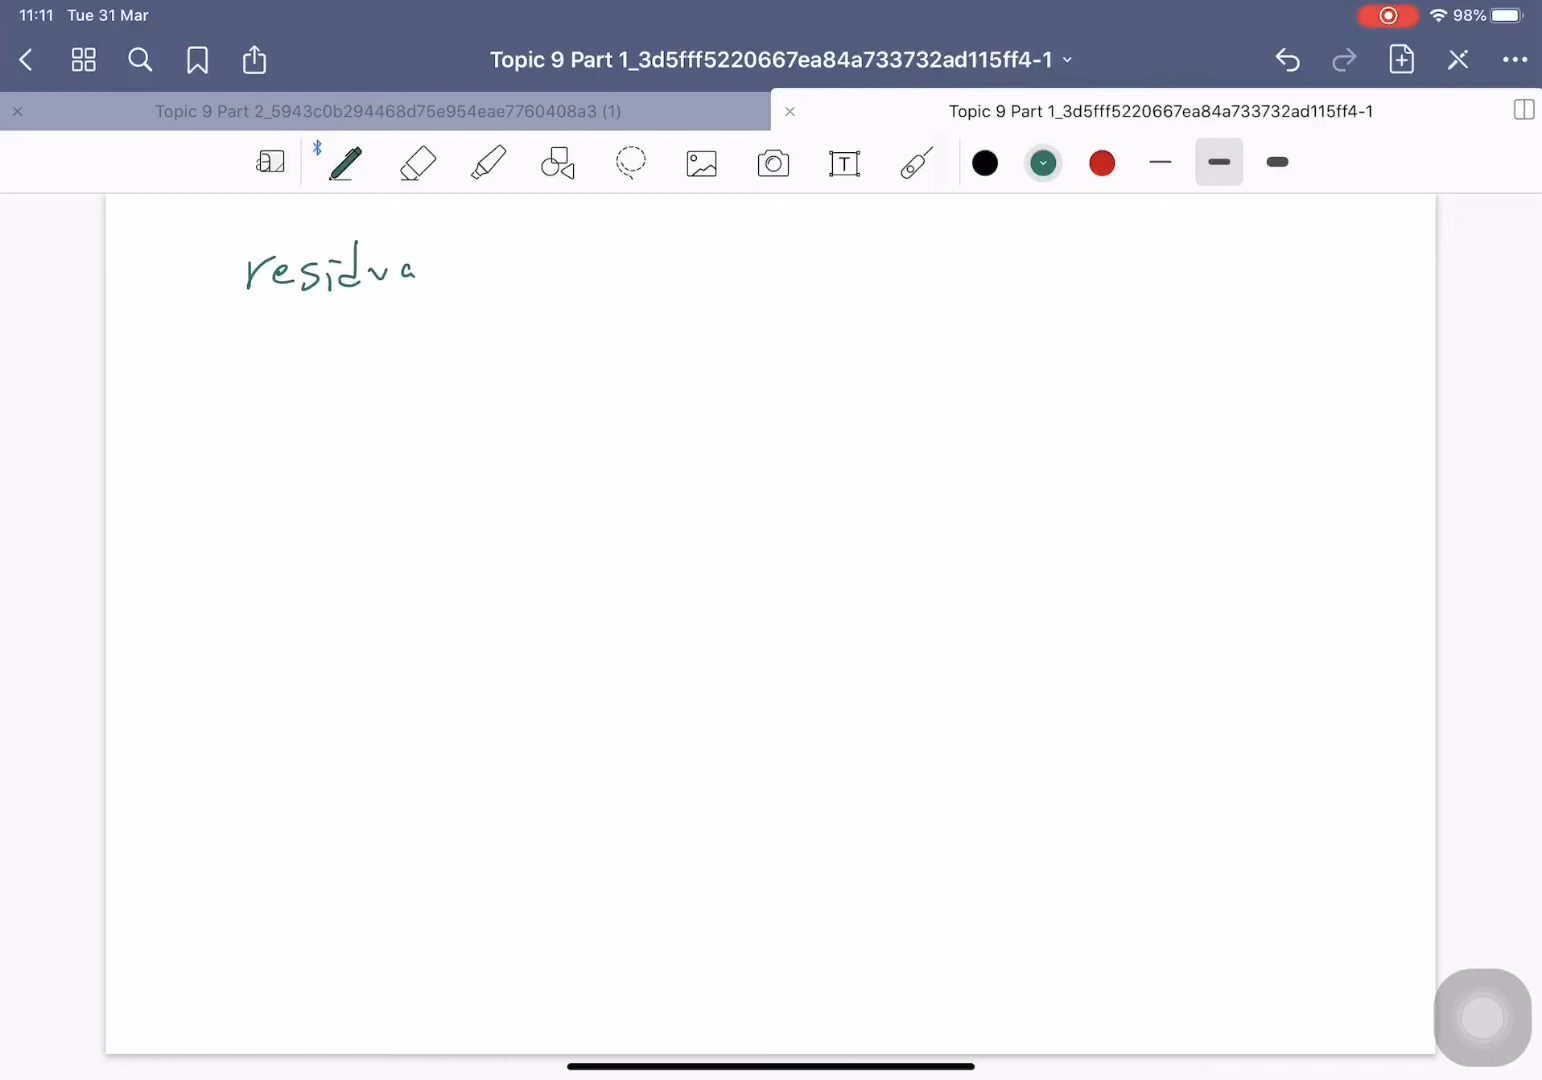 11:11 Tue 31 Mar 98%
Topic 9 Part 1_3d5fff5220667ea84a733732ad115ff4-1
Topic 9 Part 2_5943c0b294468d75e954eae7760408a3 (1) Topic 9 Part 1_3d5fff5220667ea84a733732ad115ff4-1
residua